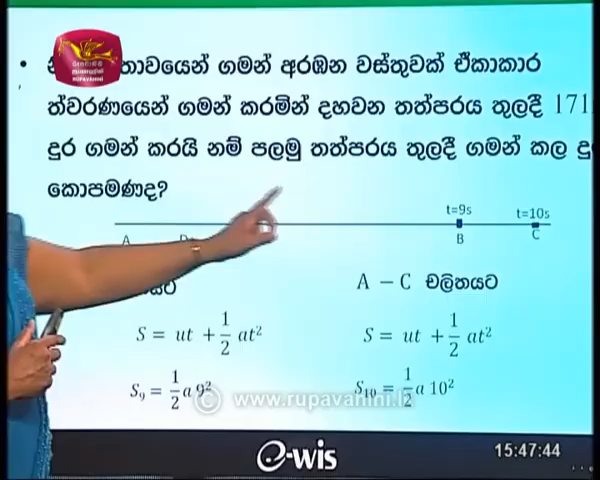 තාවයෙන් ගමන් අරඹන වස්තුවක් ඒකාකාර
ත්වරණයෙන් ගමන් කරමින් දහවන තත්පරය තුලදී 171
දුර ගමන් කරයි නම් පලමු තත්පරය තුලදී ගමන් කල දු
කොපමණද?
t=9s t=10s
A B C
A – C චලිතයට
S = ut + 1/2 at² S = ut + 1/2 at²
S₉ = 1/2 a 9² S₁₀ = 1/2 a 10²
© www.rupavahini.lk
e-wis
15:47:44